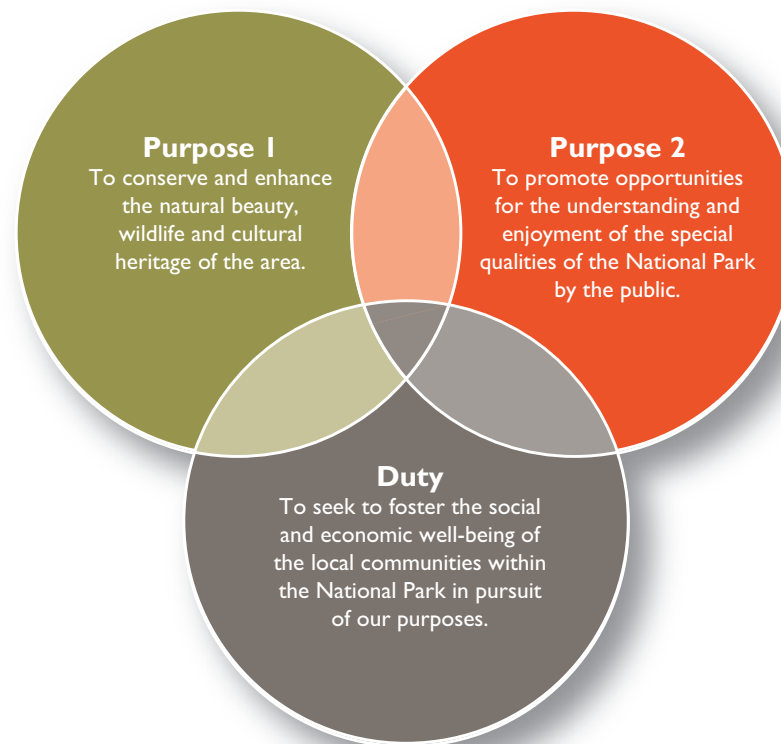 Purpose 1
To conserve and enhance
the natural beauty,
wildlife and cultural
heritage of the area.
Purpose 2
To promote opportunities
for the understanding and
enjoyment of the special
qualities of the National Park
by the public.
Duty
To seek to foster the social
and economic well-being of
the local communities within
the National Park in pursuit
of our purposes.